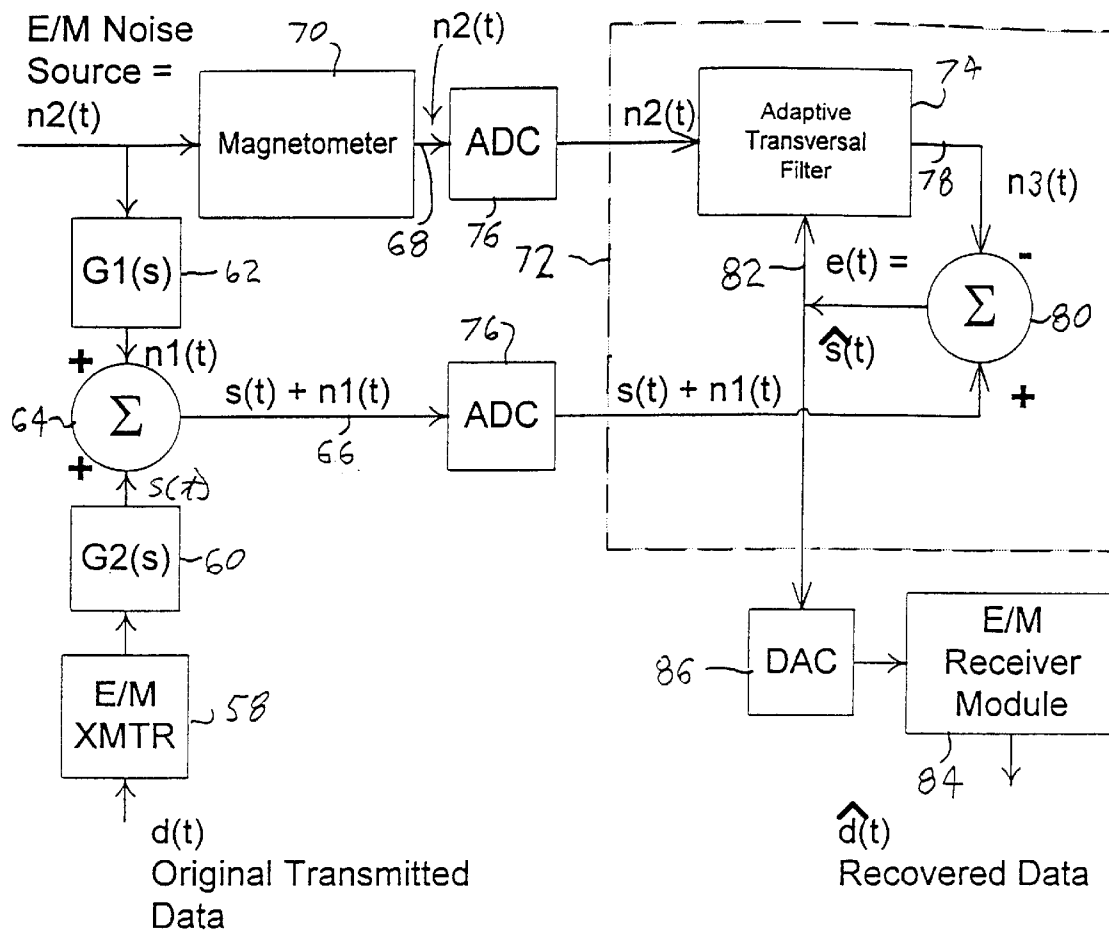 E/M Noise
Source =
n2(t)
70
n2(t)
Magnetometer
68
ADC
76
n2(t)
74
Adaptive
Transversal
Filter
78
n3(t)
72
82
e(t) =
ŝ(t)
-
Σ
80
+
G1(s)
62
n1(t)
+
Σ
64
+
s(t)
s(t) + n1(t)
66
76
ADC
s(t) + n1(t)
G2(s)
60
E/M
XMTR
58
d(t)
Original Transmitted
Data
86
DAC
E/M
Receiver
Module
84
d̂(t)
Recovered Data